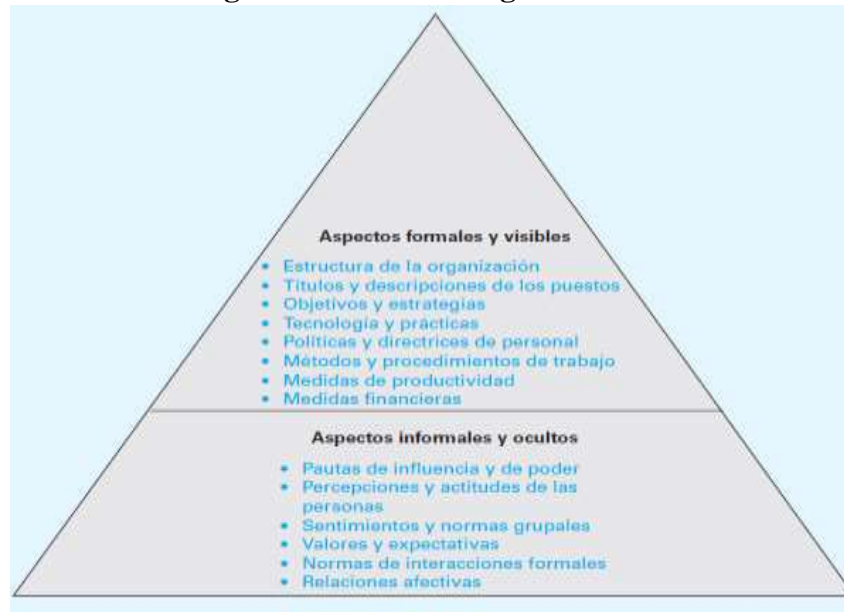 Aspectos formales y visibles
• Estructura de la organización
• Títulos y descripciones de los puestos
• Objetivos y estrategias
• Tecnología y prácticas
• Políticas y directrices de personal
• Métodos y procedimientos de trabajo
• Medidas de productividad
• Medidas financieras
Aspectos informales y ocultos
• Pautas de influencia y de poder
• Percepciones y actitudes de las
personas
• Sentimientos y normas grupales
• Valores y expectativas
• Normas de interacciones formales
• Relaciones afectivas